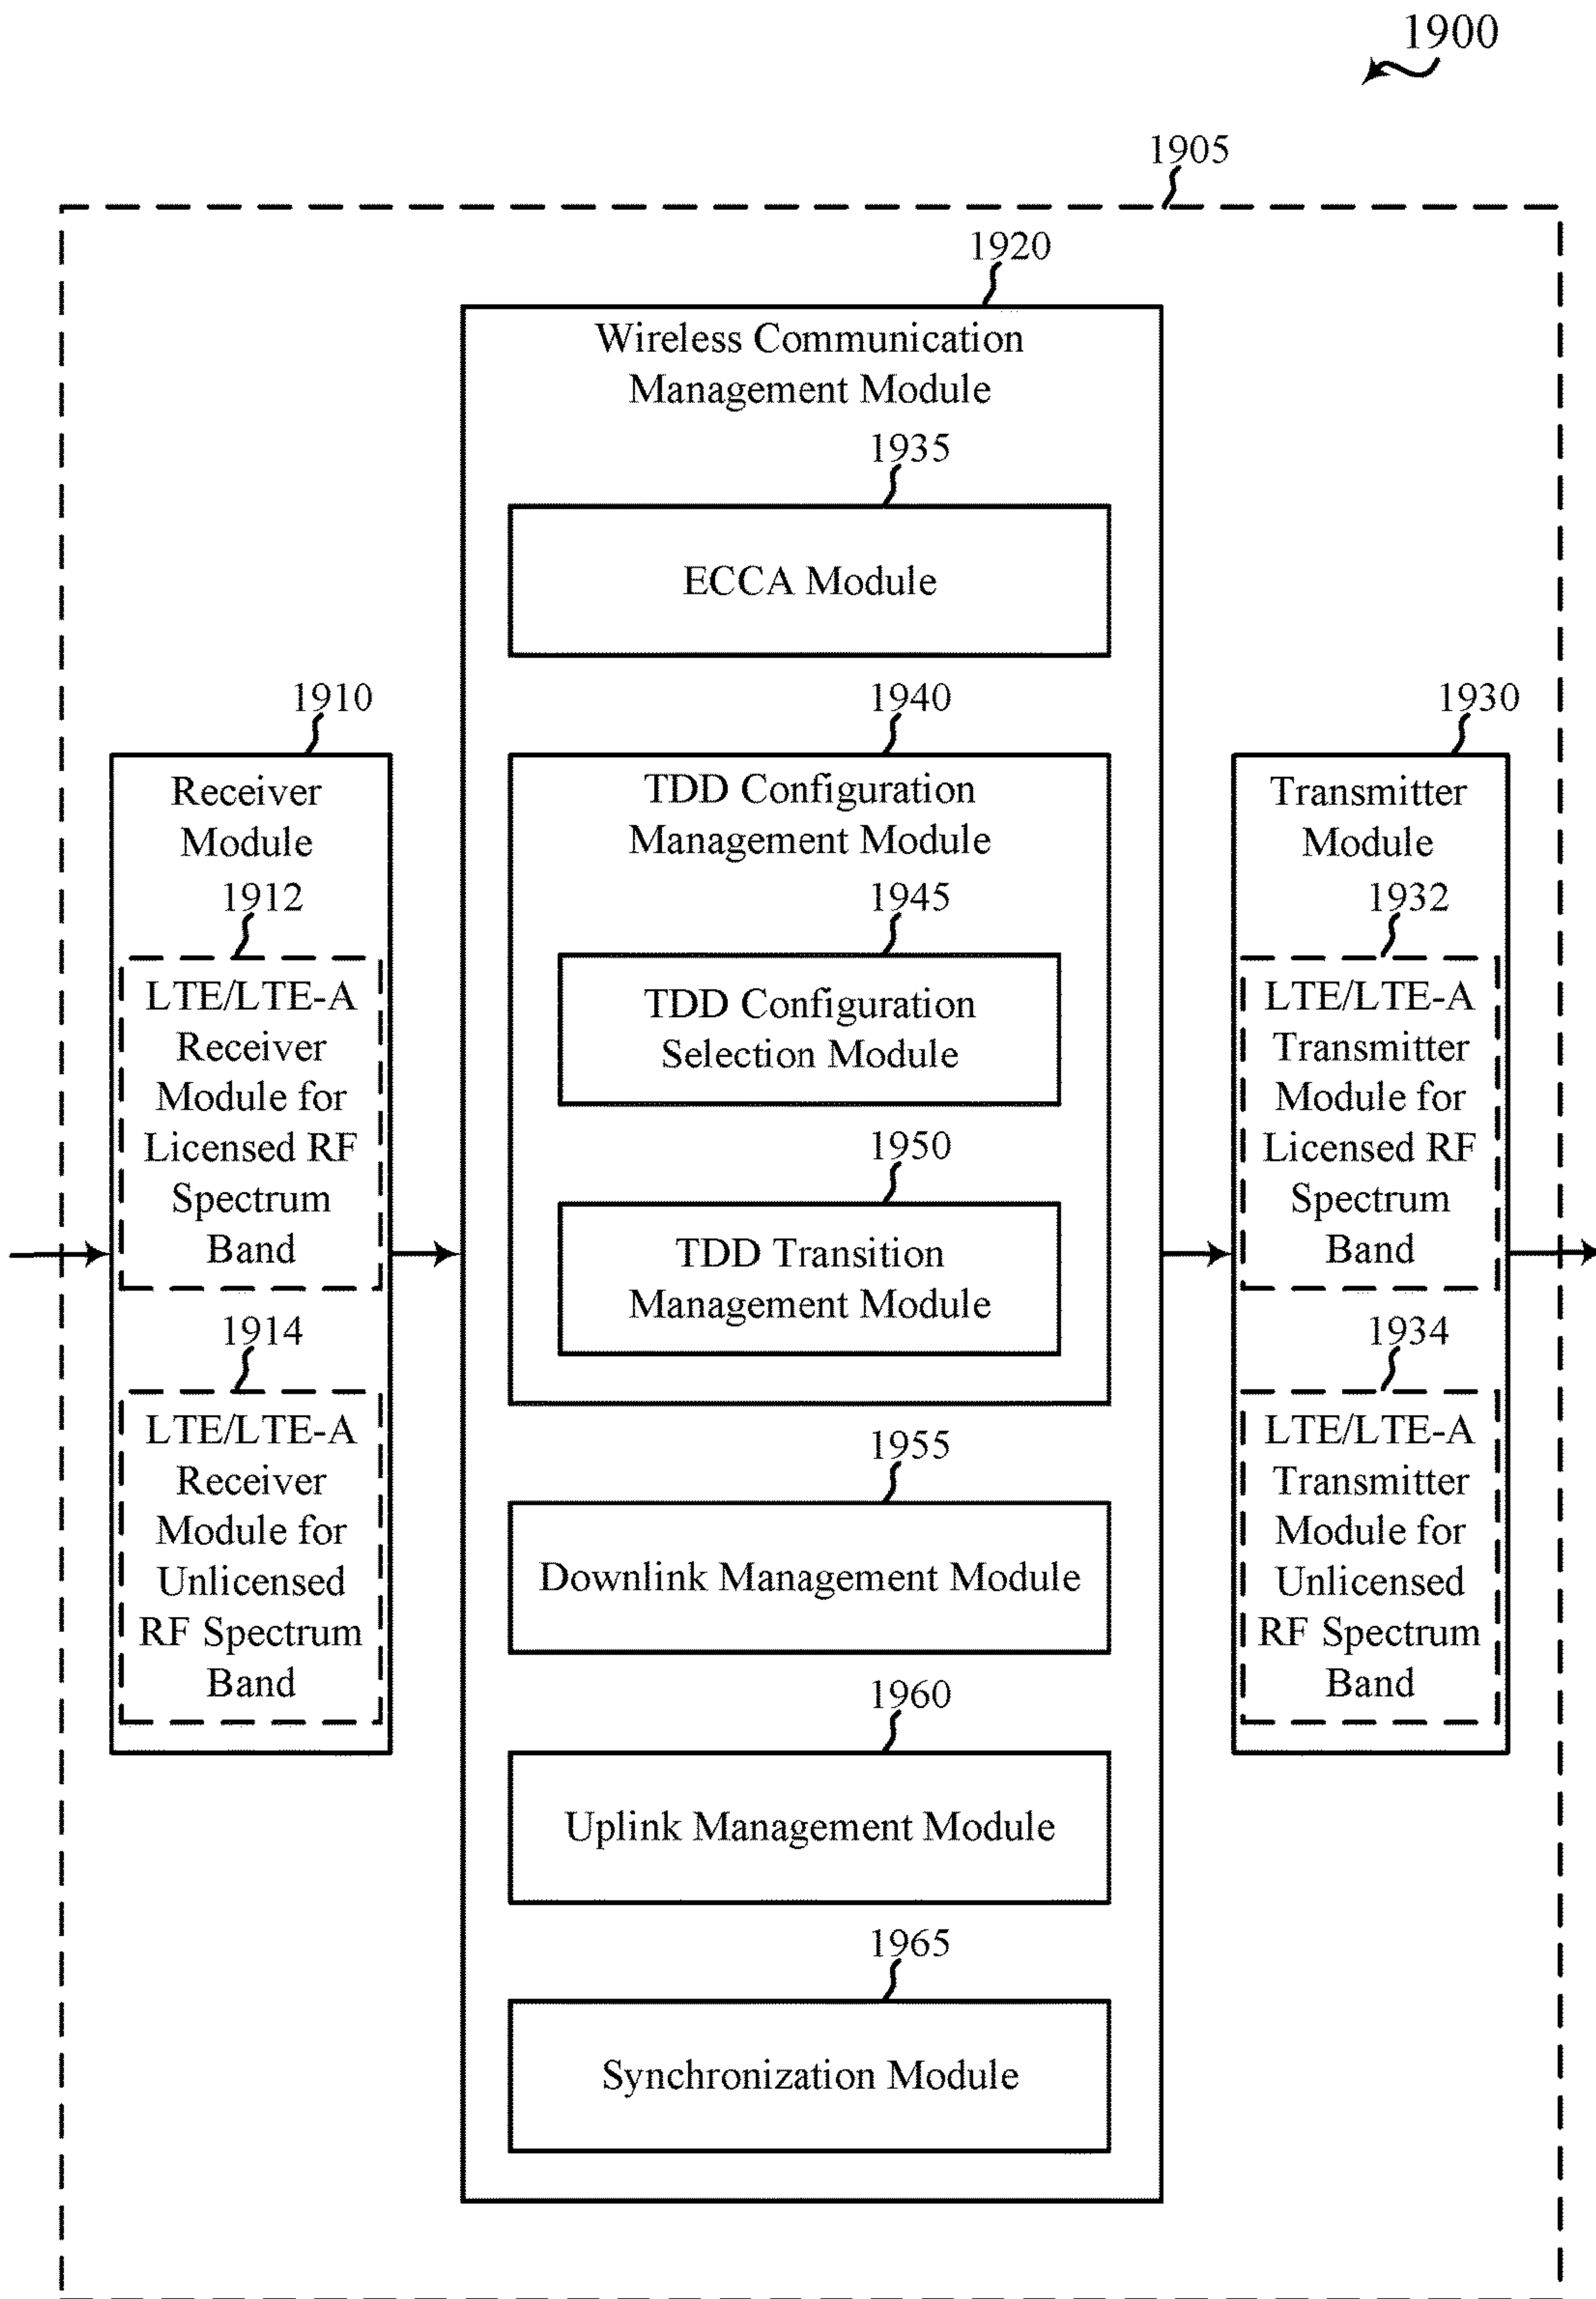 1900
1905
1920
Wireless Communication
Management Module
1935
ECCA Module
1910
Receiver
Module
1912
LTE/LTE-A
Receiver
Module for
Licensed RF
Spectrum
Band
1914
LTE/LTE-A
Receiver
Module for
Unlicensed
RF Spectrum
Band
1940
TDD Configuration
Management Module
1945
TDD Configuration
Selection Module
1950
TDD Transition
Management Module
1955
Downlink Management Module
1960
Uplink Management Module
1965
Synchronization Module
1930
Transmitter
Module
1932
LTE/LTE-A
Transmitter
Module for
Licensed RF
Spectrum
Band
1934
LTE/LTE-A
Transmitter
Module for
Unlicensed
RF Spectrum
Band